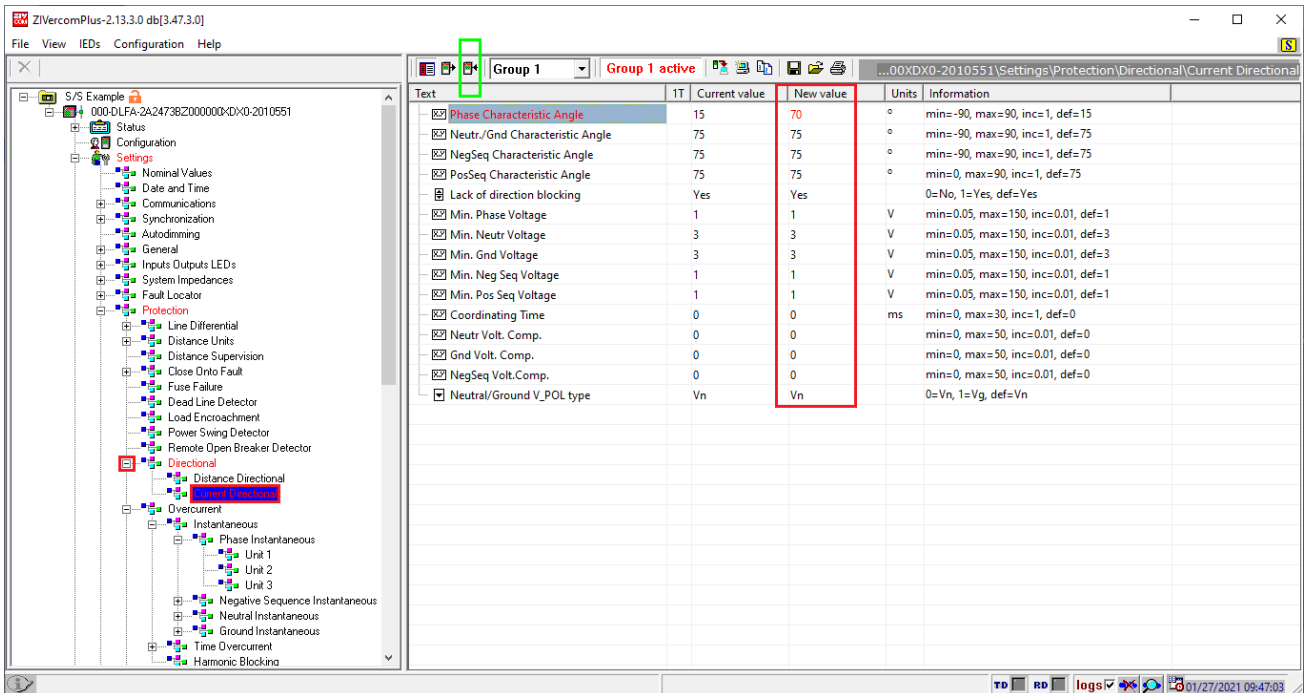 ZIVercomPlus-2.13.3.0 db[3.47.3.0]
File View IEDs Configuration Help
S
Group 1 Group 1 active ...00XDX0-2010551\Settings\Protection\Directional\Current Directional
S/S Example
000-DLFA-2A2473BZ000000XDX0-2010551
Status
Configuration
Settings
Nominal Values
Date and Time
Communications
Synchronization
Autodimming
General
Inputs Outputs LEDs
System Impedances
Fault Locator
Protection
Line Differential
Distance Units
Distance Supervision
Close Onto Fault
Fuse Failure
Dead Line Detector
Load Encroachment
Power Swing Detector
Remote Open Breaker Detector
Directional
Distance Directional
Current Directional
Overcurrent
Instantaneous
Phase Instantaneous
Unit 1
Unit 2
Unit 3
Negative Sequence Instantaneous
Neutral Instantaneous
Ground Instantaneous
Time Overcurrent
Harmonic Blocking
Text 1T Current value New value Units Information
Phase Characteristic Angle 15 70 ° min=-90, max=90, inc=1, def=15
Neutr./Gnd Characteristic Angle 75 75 ° min=-90, max=90, inc=1, def=75
NegSeq Characteristic Angle 75 75 ° min=-90, max=90, inc=1, def=75
PosSeq Characteristic Angle 75 75 ° min=0, max=90, inc=1, def=75
Lack of direction blocking Yes Yes 0=No, 1=Yes, def=Yes
Min. Phase Voltage 1 1 V min=0.05, max=150, inc=0.01, def=1
Min. Neutr Voltage 3 3 V min=0.05, max=150, inc=0.01, def=3
Min. Gnd Voltage 3 3 V min=0.05, max=150, inc=0.01, def=3
Min. Neg Seq Voltage 1 1 V min=0.05, max=150, inc=0.01, def=1
Min. Pos Seq Voltage 1 1 V min=0.05, max=150, inc=0.01, def=1
Coordinating Time 0 0 ms min=0, max=30, inc=1, def=0
Neutr Volt. Comp. 0 0 min=0, max=50, inc=0.01, def=0
Gnd Volt. Comp. 0 0 min=0, max=50, inc=0.01, def=0
NegSeq Volt.Comp. 0 0 min=0, max=50, inc=0.01, def=0
Neutral/Ground V_POL type Vn Vn 0=Vn, 1=Vg, def=Vn
TD RD logs 01/27/2021 09:47:03